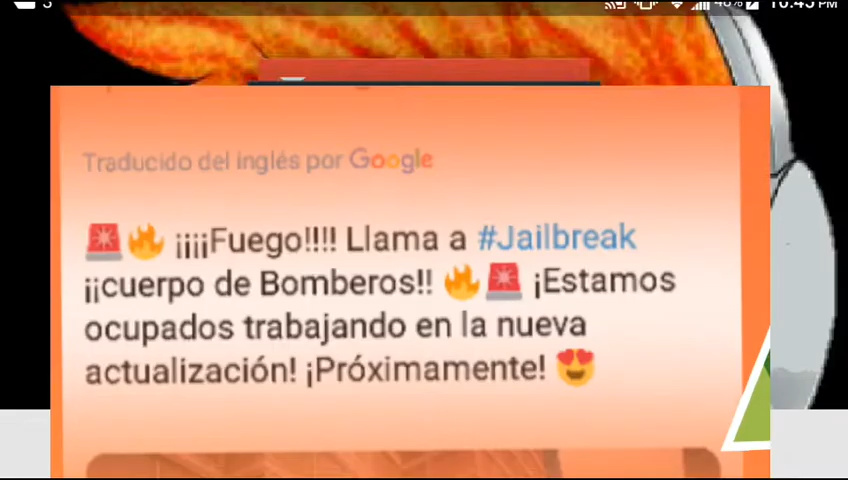 Traducido del inglés por Google
🚨🔥 ¡¡¡¡Fuego!!!! Llama a #Jailbreak
¡¡cuerpo de Bomberos!! 🔥🚨 ¡Estamos
ocupados trabajando en la nueva
actualización! ¡Próximamente! 😍